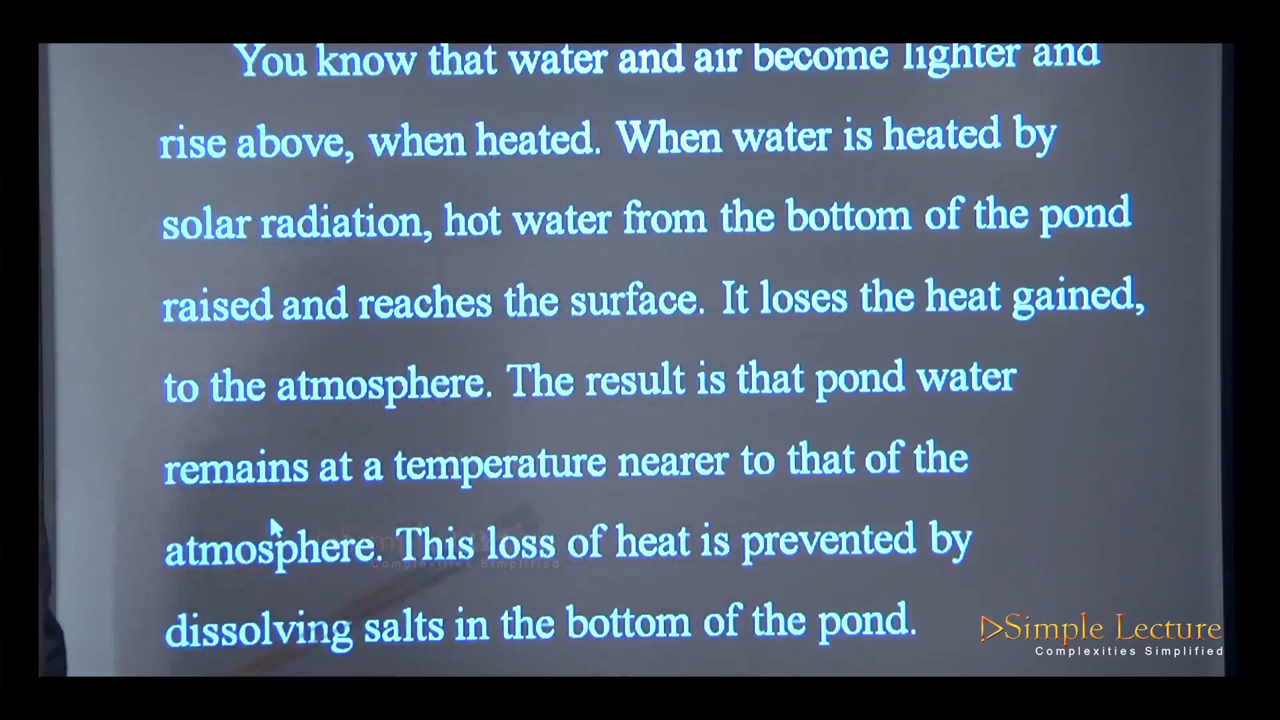 You know that water and air become lighter and
rise above, when heated. When water is heated by
solar radiation, hot water from the bottom of the pond
raised and reaches the surface. It loses the heat gained,
to the atmosphere. The result is that pond water
remains at a temperature nearer to that of the
atmosphere. This loss of heat is prevented by
dissolving salts in the bottom of the pond.
Complexities Simplified
Simple Lecture
Complexities Simplified